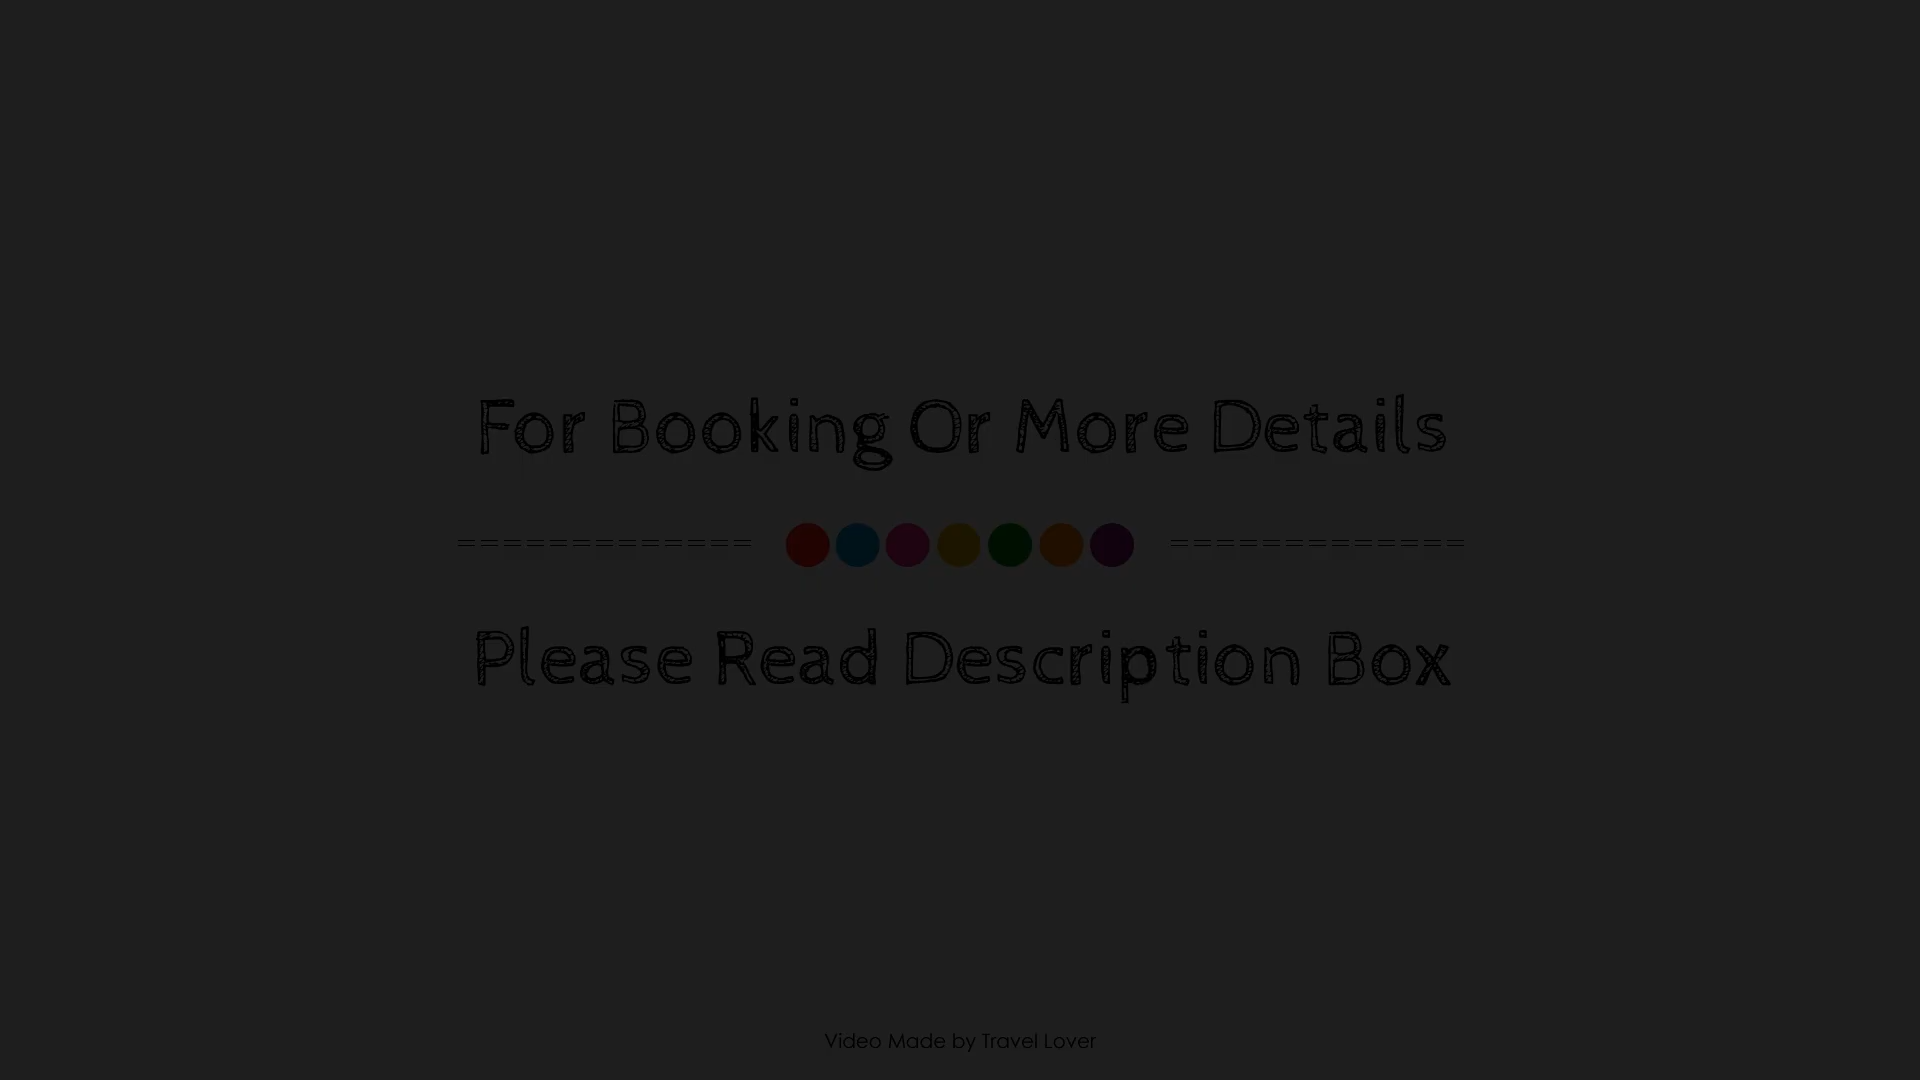 For Booking Or More Details
============= =============
Please Read Description Box
Video Made by Travel Lover